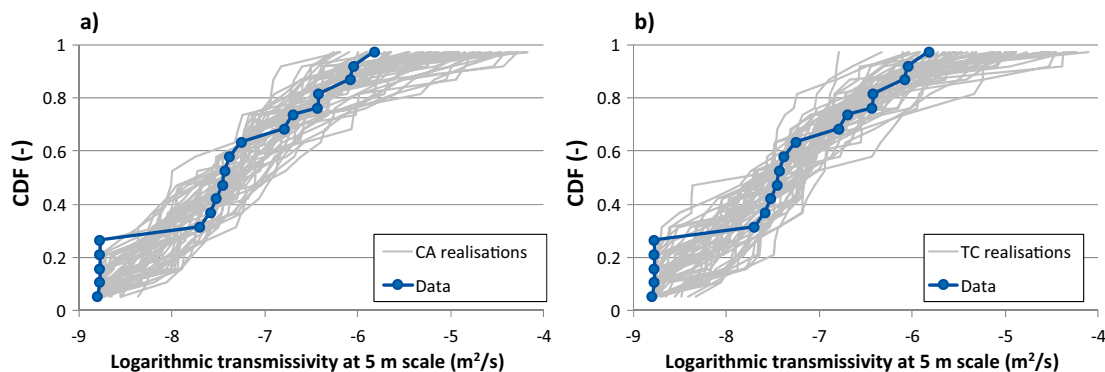 a)
CDF (-)
1
0.8
0.6
0.4
0.2
0
-9 -8 -7 -6 -5 -4
CA realisations
Data
Logarithmic transmissivity at 5 m scale (m²/s)
b)
CDF (-)
1
0.8
0.6
0.4
0.2
0
-9 -8 -7 -6 -5 -4
TC realisations
Data
Logarithmic transmissivity at 5 m scale (m²/s)